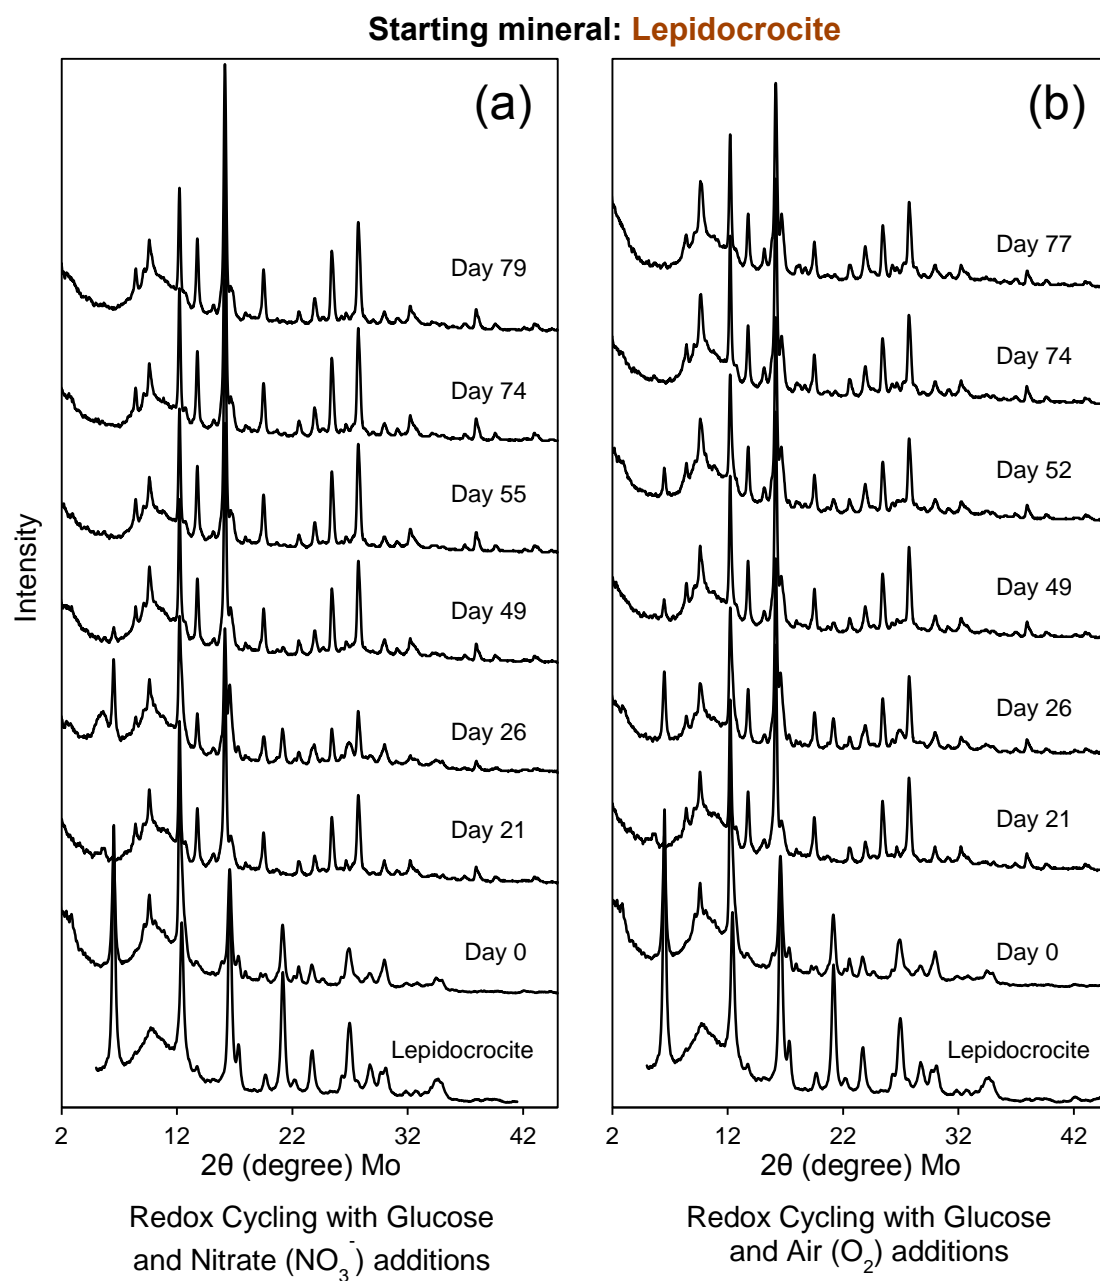 Starting mineral: Lepidocrocite
(a)
Day 79
Day 74
Day 55
Day 49
Day 26
Day 21
Day 0
Lepidocrocite
Intensity
2 12 22 32 42
2θ (degree) Mo
Redox Cycling with Glucose
and Nitrate (NO₃⁻) additions
(b)
Day 77
Day 74
Day 52
Day 49
Day 26
Day 21
Day 0
Lepidocrocite
2 12 22 32 42
2θ (degree) Mo
Redox Cycling with Glucose
and Air (O₂) additions